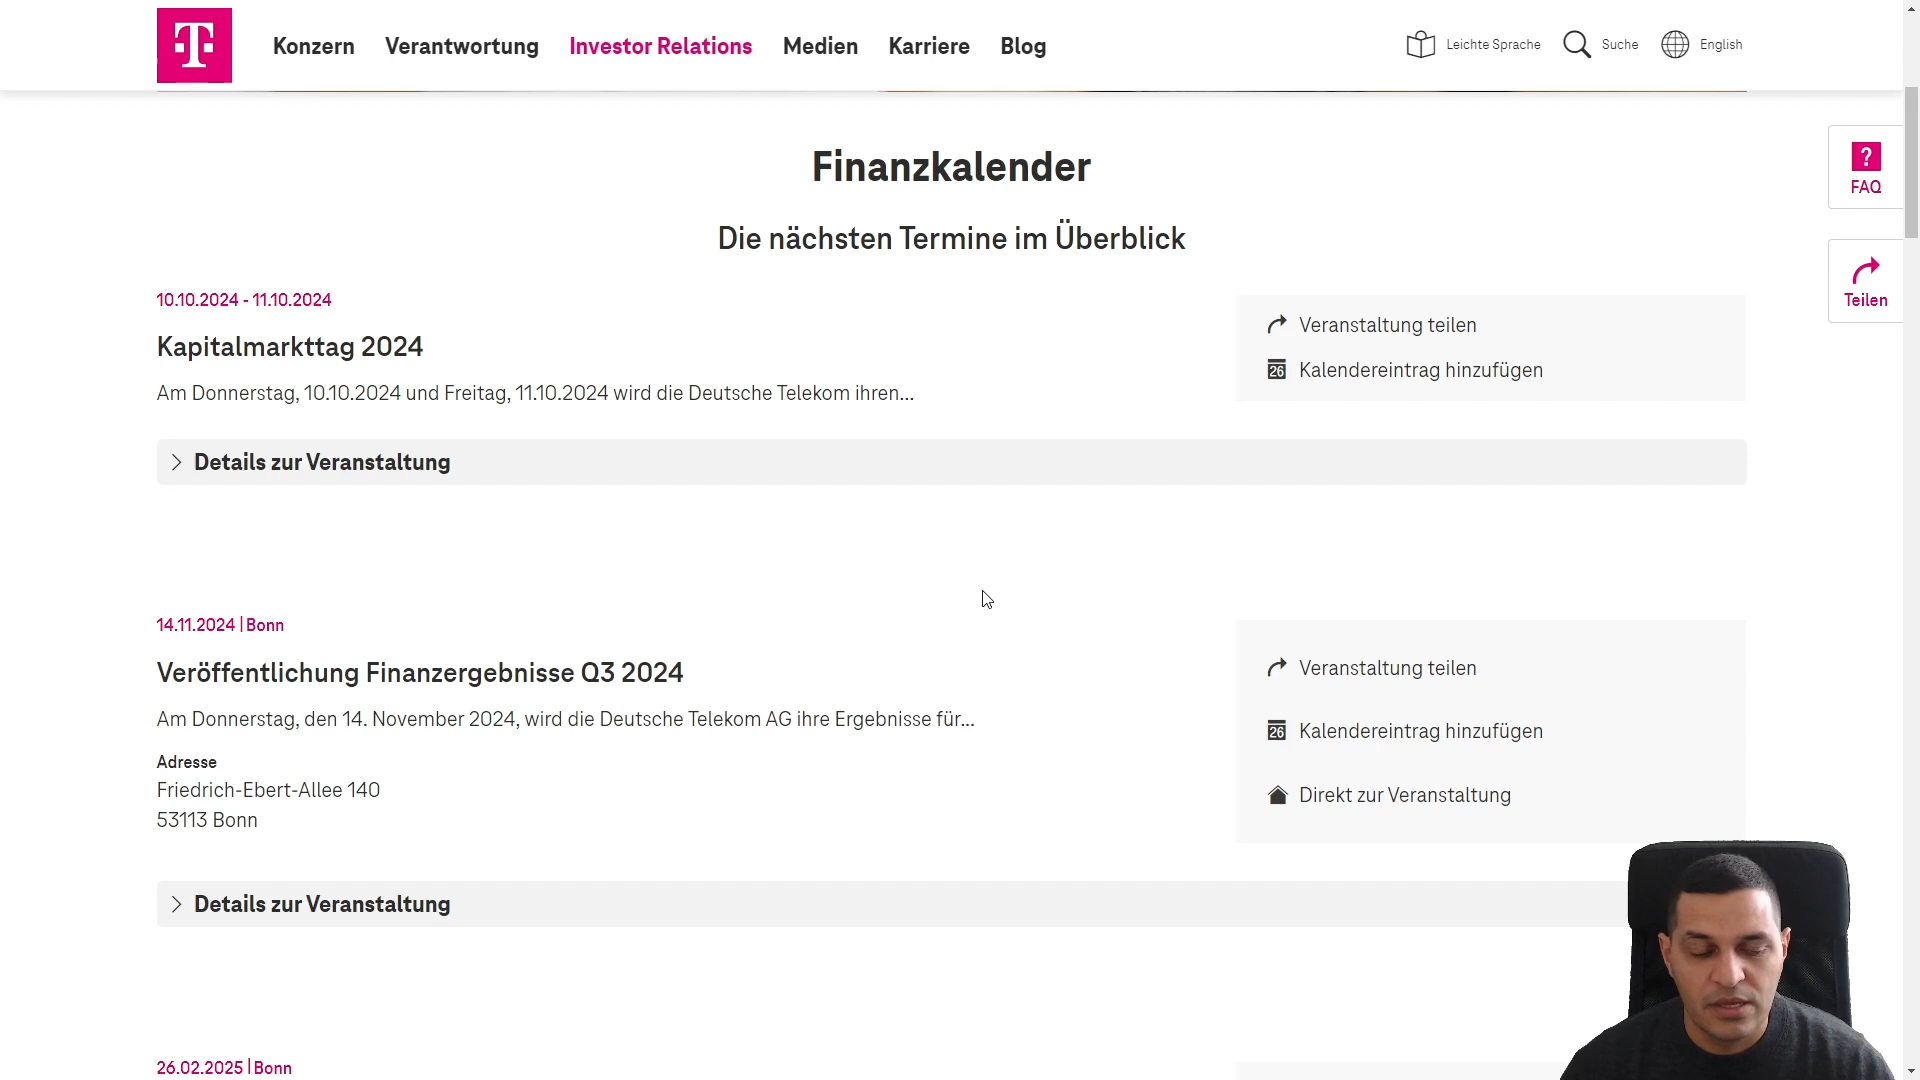 T
Konzern Verantwortung Investor Relations Medien Karriere Blog Leichte Sprache Suche English
Finanzkalender
Die nächsten Termine im Überblick
? FAQ
Teilen
10.10.2024 - 11.10.2024
Kapitalmarkttag 2024
Am Donnerstag, 10.10.2024 und Freitag, 11.10.2024 wird die Deutsche Telekom ihren...
Veranstaltung teilen
26 Kalendereintrag hinzufügen
Details zur Veranstaltung
14.11.2024 | Bonn
Veröffentlichung Finanzergebnisse Q3 2024
Am Donnerstag, den 14. November 2024, wird die Deutsche Telekom AG ihre Ergebnisse für...
Adresse
Friedrich-Ebert-Allee 140
53113 Bonn
Veranstaltung teilen
26 Kalendereintrag hinzufügen
Direkt zur Veranstaltung
Details zur Veranstaltung
26.02.2025 | Bonn